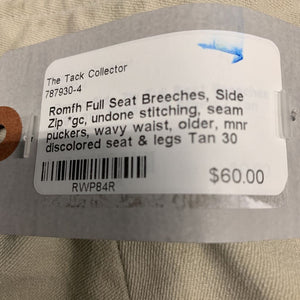 The Tack Collector
787930-4
Romfh Full Seat Breeches, Side
Zip *gc, undone stitching, seam
puckers, wavy waist, older, mnr
discolored seat & legs Tan 30
RWP84R
$60.00